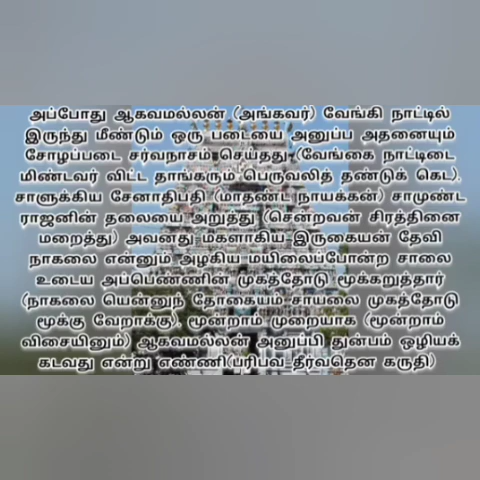 அப்போது ஆகவமல்லன் (அங்கவர்) வேங்கி நாட்டில்
இருந்து மீண்டும் ஒரு படையை அனுப்ப அதனையும்
சோழப்படை சர்வநாசம் செய்தது (வேங்கை நாட்டிடை
மிண்டவர் விட்ட தாங்கரும் பெருவலித் தண்டுக் கெட).
சாளுக்கிய சேனாதிபதி (மாதண்ட நாயக்கன்) சாமுண்ட
ராஜனின் தலையை அறுத்து (சென்றவன் சிரத்தினை
மறைத்து) அவனது மகளாகிய இருகையன் தேவி
நாகலை என்னும் அழகிய மயிலைப்போன்ற சாலை
உடைய அப்பெண்ணின் முகத்தோடு மூக்கறுத்தார்
(நாகலை யென்னுந் தோகையம் சாயலை முகத்தோடு
மூக்கு வேறாக்கு). மூன்றாம் முறையாக (மூன்றாம்
விசையினும்) ஆகவமல்லன் அனுப்பி துன்பம் ஒழியக்
கடவது என்று எண்ணி(பரிபவ_தீர்வதென கருதி)